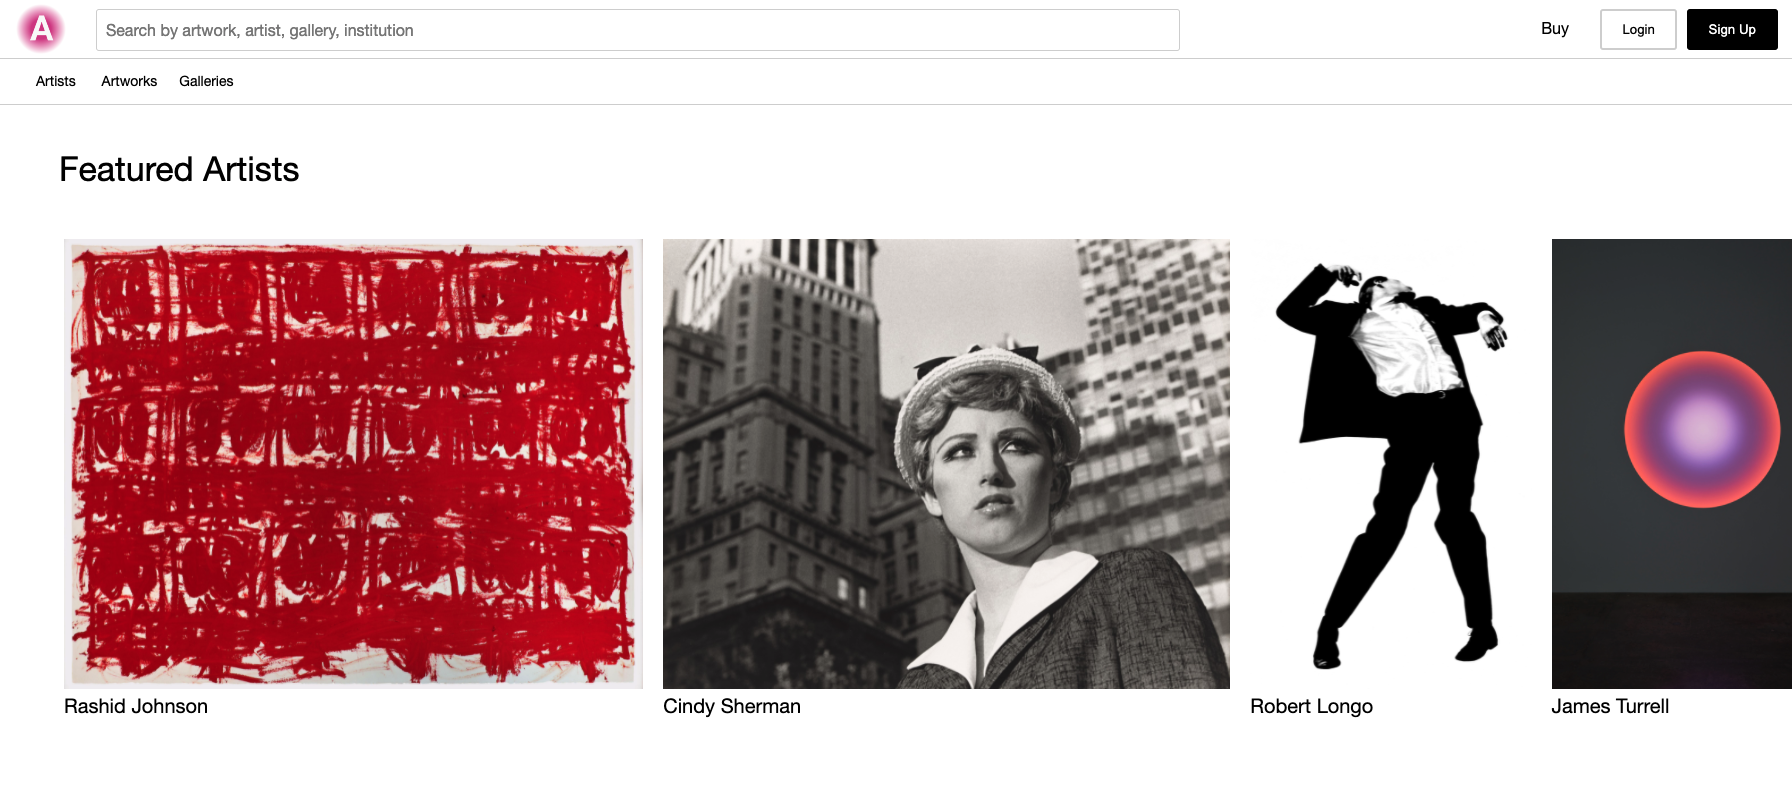 A
Search by artwork, artist, gallery, institution
Buy
Login
Sign Up
Artists
Artworks
Galleries
Featured Artists
Rashid Johnson
Cindy Sherman
Robert Longo
James Turrell